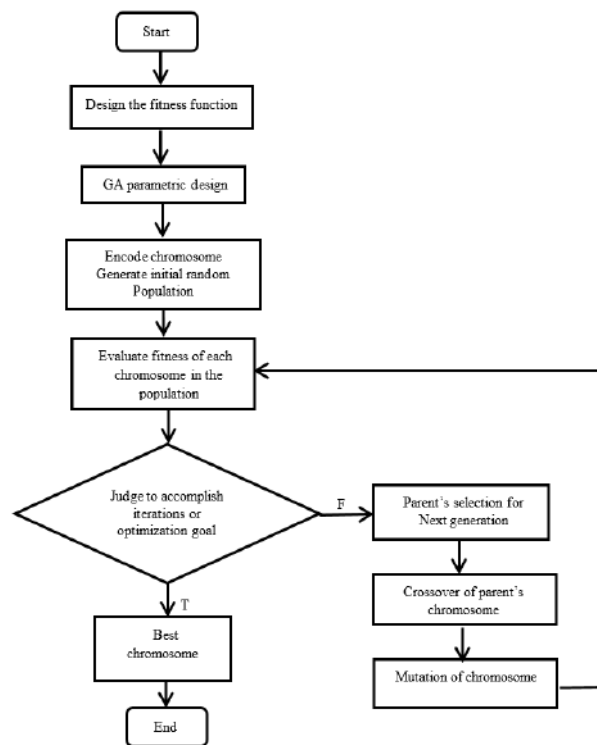 Start
Design the fitness function
GA parametric design
Encode chromosome
Generate initial random
Population
Evaluate fitness of each
chromosome in the
population
Judge to accomplish
iterations or
optimization goal
F
Parent's selection for
Next generation
Crossover of parent's
chromosome
Mutation of chromosome
T
Best
chromosome
End